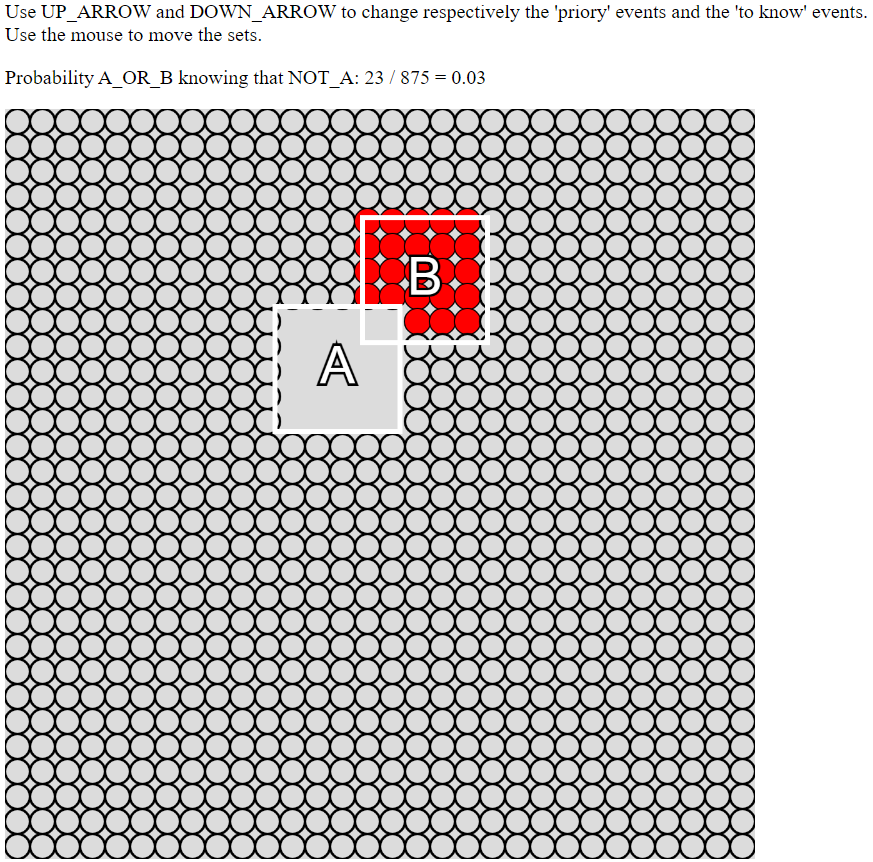 Use UP_ARROW and DOWN_ARROW to change respectively the 'priory' events and the 'to know' events.
Use the mouse to move the sets.
Probability A_OR_B knowing that NOT_A: 23 / 875 = 0.03
B
A